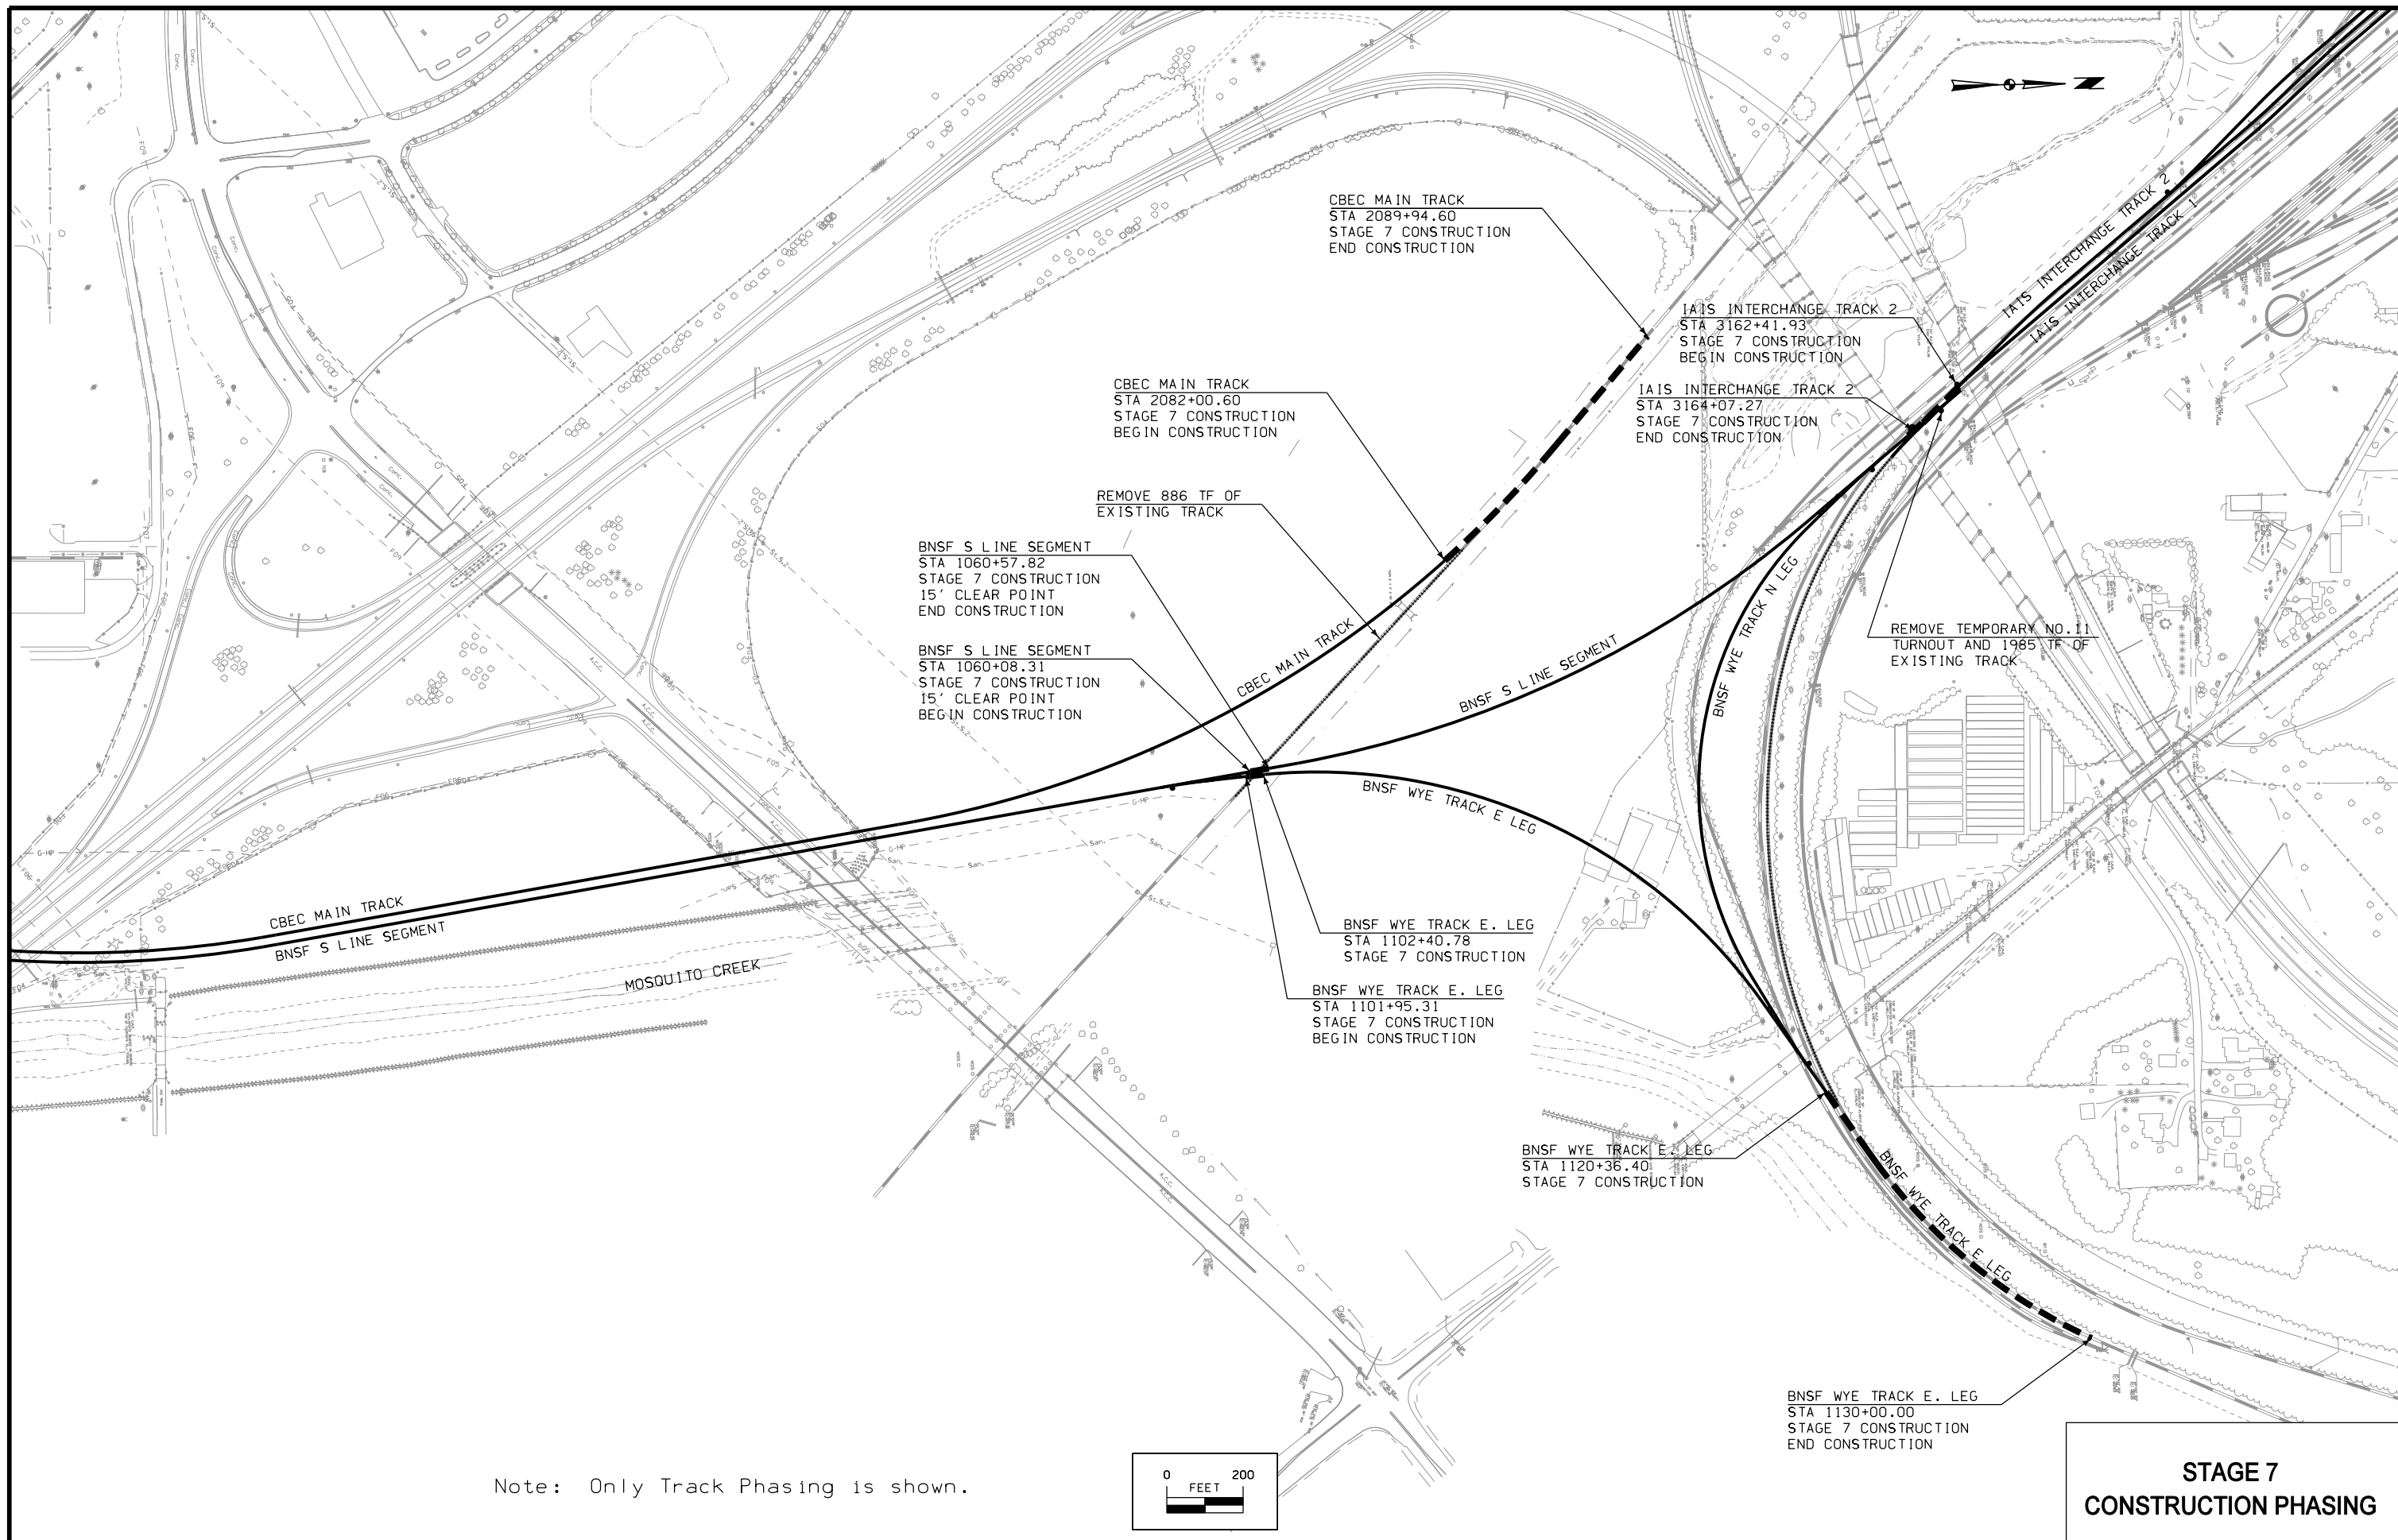 CBEC MAIN TRACK
STA 2089+94.60
STAGE 7 CONSTRUCTION
END CONSTRUCTION
IAIS INTERCHANGE TRACK 2
IAIS INTERCHANGE TRACK 1
IAIS INTERCHANGE TRACK 2
STA 3162+41.93
STAGE 7 CONSTRUCTION
BEGIN CONSTRUCTION
CBEC MAIN TRACK
STA 2082+00.60
STAGE 7 CONSTRUCTION
BEGIN CONSTRUCTION
IAIS INTERCHANGE TRACK 2
STA 3164+07.27
STAGE 7 CONSTRUCTION
END CONSTRUCTION
REMOVE 886 TF OF
EXISTING TRACK
BNSF S LINE SEGMENT
STA 1060+57.82
STAGE 7 CONSTRUCTION
15' CLEAR POINT
END CONSTRUCTION
BNSF S LINE SEGMENT
STA 1060+08.31
STAGE 7 CONSTRUCTION
15' CLEAR POINT
BEGIN CONSTRUCTION
CBEC MAIN TRACK
BNSF S LINE SEGMENT
BNSF WYE TRACK N LEG
REMOVE TEMPORARY NO.11
TURNOUT AND 1985 TF OF
EXISTING TRACK
BNSF WYE TRACK E LEG
CBEC MAIN TRACK
BNSF S LINE SEGMENT
MOSQUITO CREEK
BNSF WYE TRACK E. LEG
STA 1102+40.78
STAGE 7 CONSTRUCTION
BNSF WYE TRACK E. LEG
STA 1101+95.31
STAGE 7 CONSTRUCTION
BEGIN CONSTRUCTION
BNSF WYE TRACK E. LEG
STA 1120+36.40
STAGE 7 CONSTRUCTION
BNSF WYE TRACK E LEG
BNSF WYE TRACK E. LEG
STA 1130+00.00
STAGE 7 CONSTRUCTION
END CONSTRUCTION
Note: Only Track Phasing is shown.
0 200
FEET
STAGE 7
CONSTRUCTION PHASING